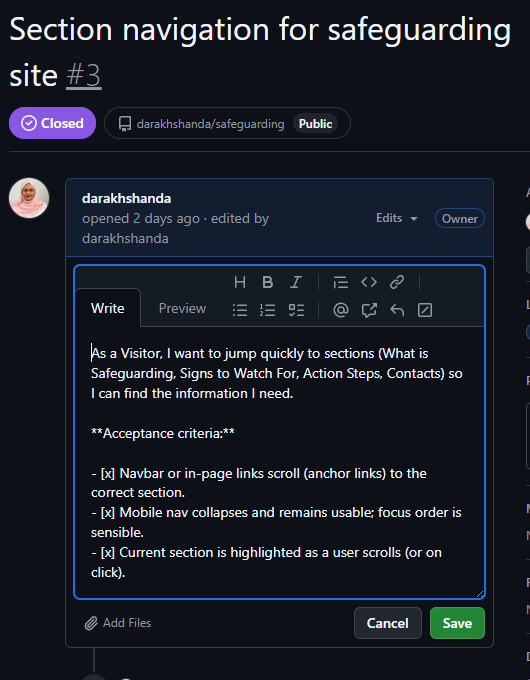 Section navigation for safeguarding
site #3
Closed
darakhshanda/safeguarding Public
darakhshanda
opened 2 days ago · edited by
darakhshanda
Edits
Owner
Write
Preview
As a Visitor, I want to jump quickly to sections (What is
Safeguarding, Signs to Watch For, Action Steps, Contacts) so
I can find the information I need.
**Acceptance criteria:**
- [x] Navbar or in-page links scroll (anchor links) to the
correct section.
- [x] Mobile nav collapses and remains usable; focus order is
sensible.
- [x] Current section is highlighted as a user scrolls (or on
click).
Add Files
Cancel
Save